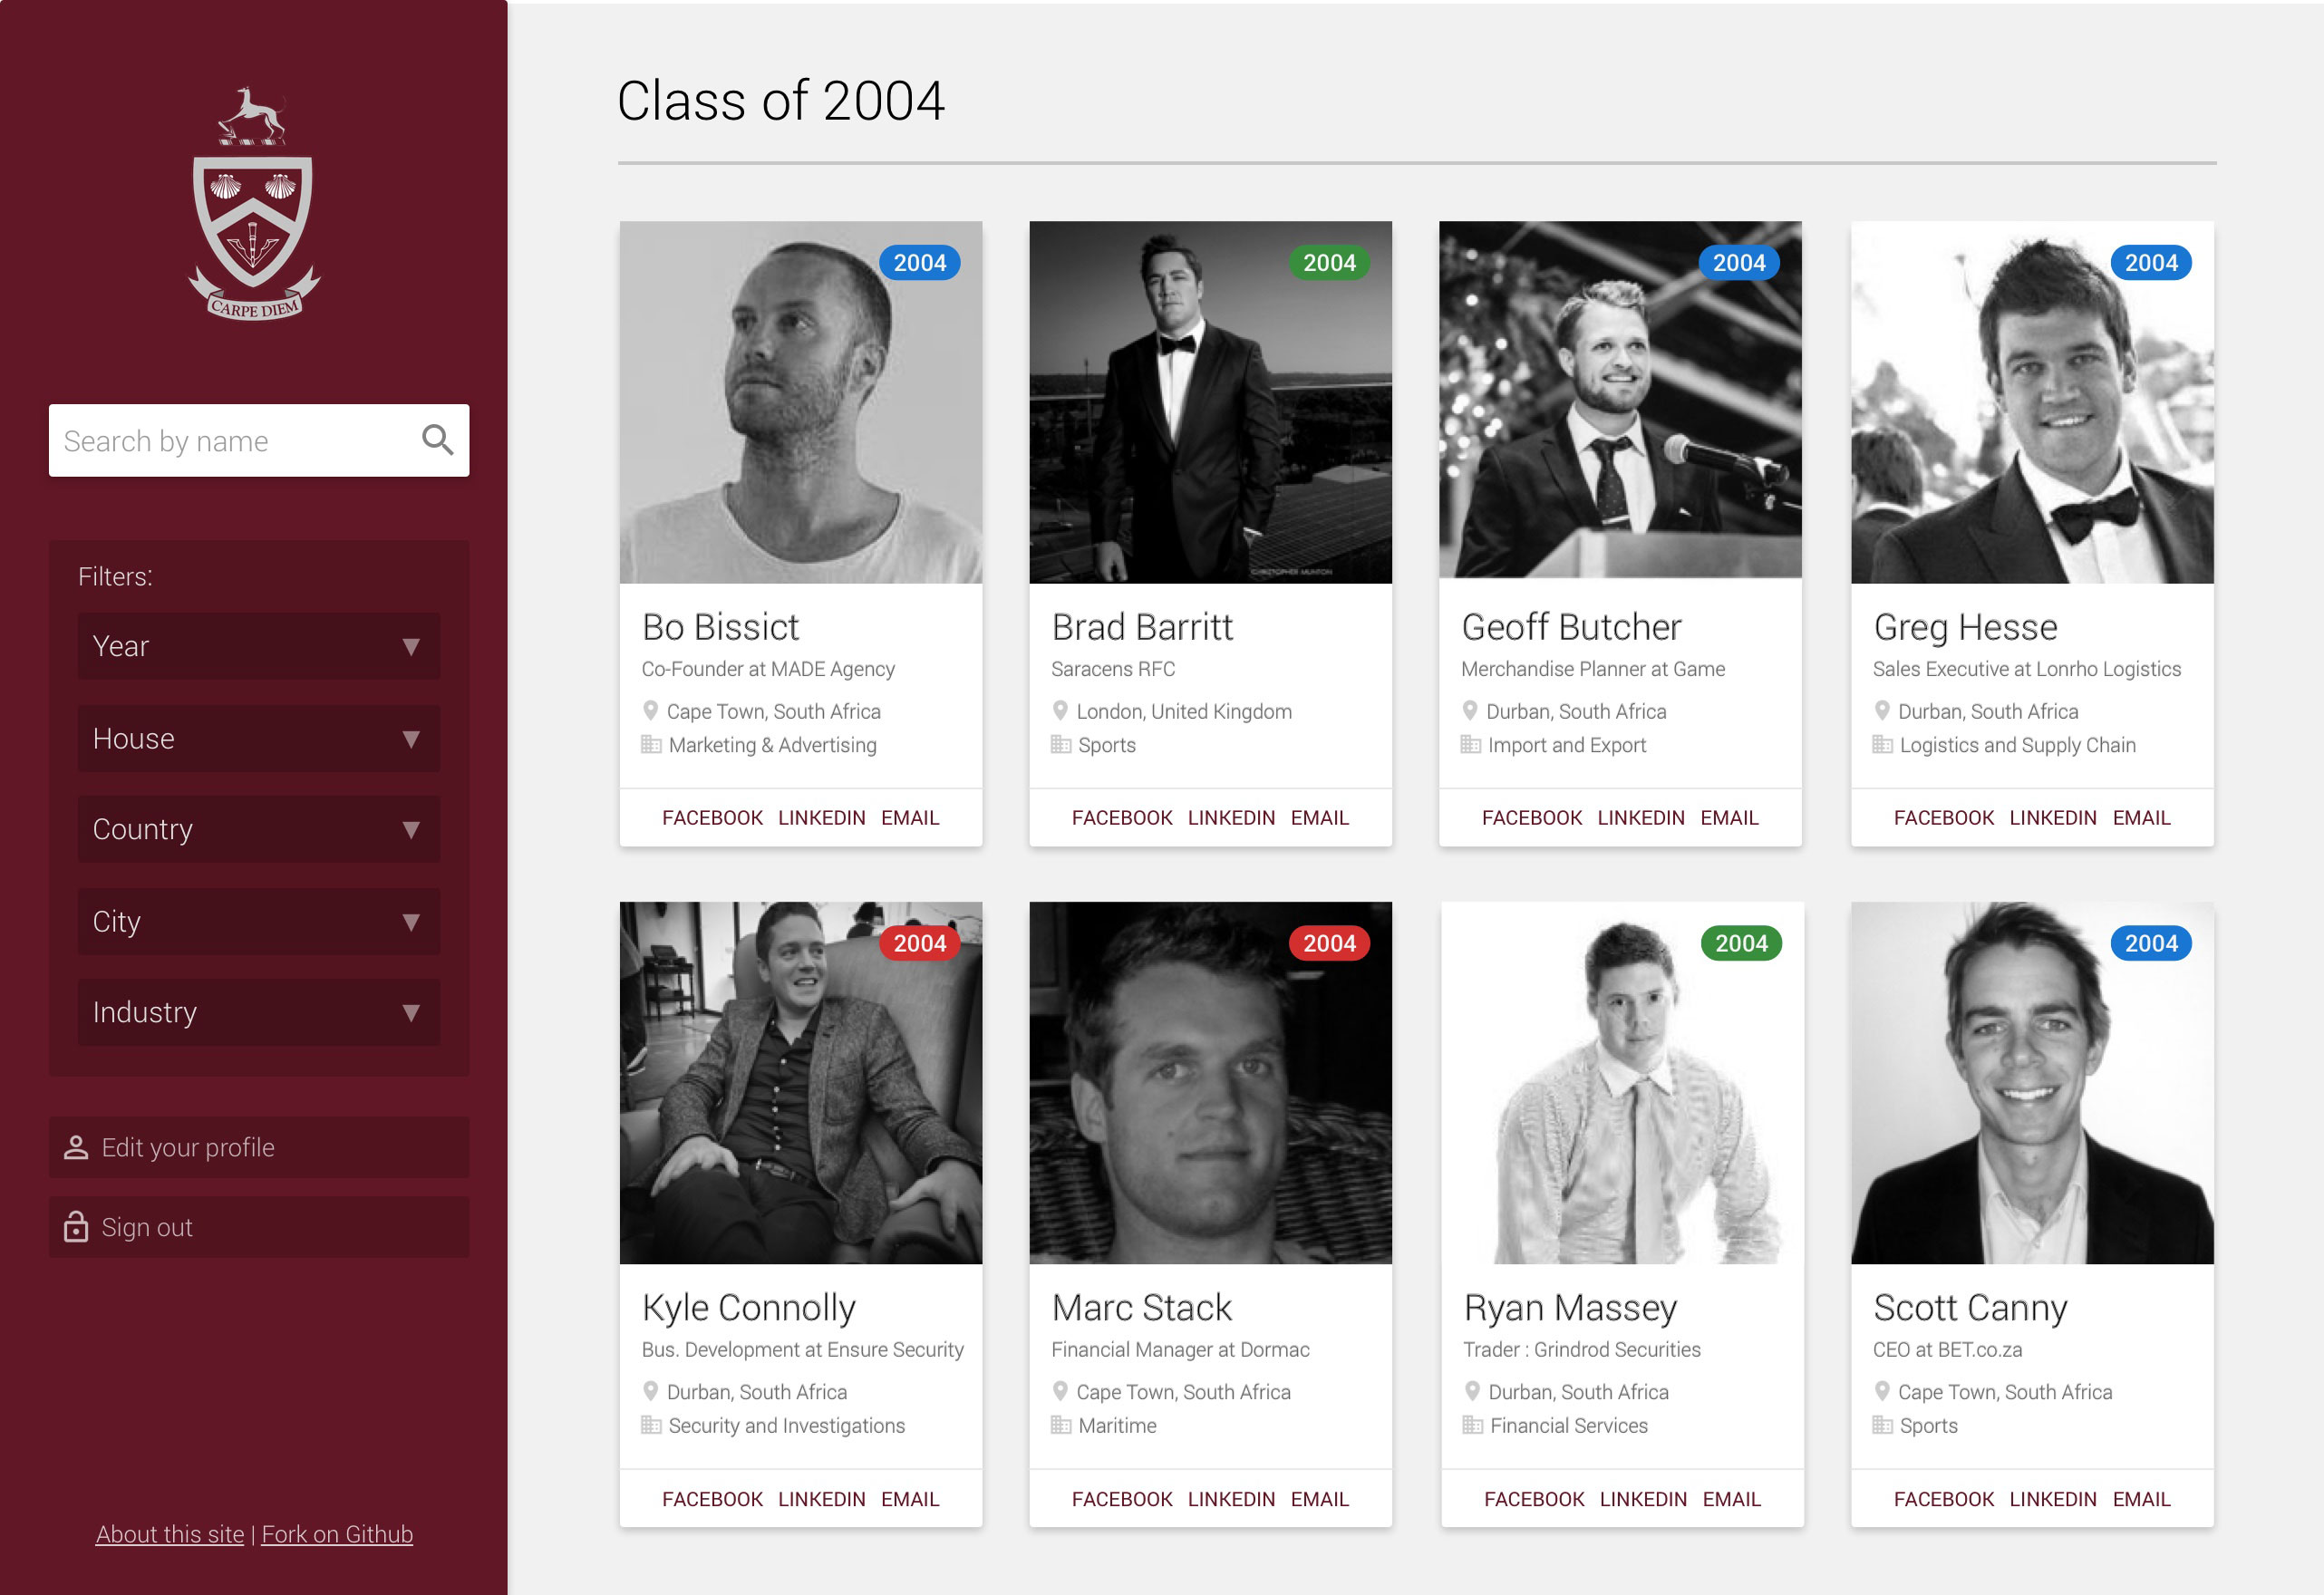 CARPE DIEM
Search by name
Filters:
Year
House
Country
City
Industry
Edit your profile
Sign out
About this site | Fork on Github
Class of 2004
2004
Bo Bissict
Co-Founder at MADE Agency
Cape Town, South Africa
Marketing & Advertising
FACEBOOK LINKEDIN EMAIL
2004
CHRISTOPHER MUNTON
Brad Barritt
Saracens RFC
London, United Kingdom
Sports
FACEBOOK LINKEDIN EMAIL
2004
Geoff Butcher
Merchandise Planner at Game
Durban, South Africa
Import and Export
FACEBOOK LINKEDIN EMAIL
2004
Greg Hesse
Sales Executive at Lonrho Logistics
Durban, South Africa
Logistics and Supply Chain
FACEBOOK LINKEDIN EMAIL
2004
Kyle Connolly
Bus. Development at Ensure Security
Durban, South Africa
Security and Investigations
FACEBOOK LINKEDIN EMAIL
2004
Marc Stack
Financial Manager at Dormac
Cape Town, South Africa
Maritime
FACEBOOK LINKEDIN EMAIL
2004
Ryan Massey
Trader : Grindrod Securities
Durban, South Africa
Financial Services
FACEBOOK LINKEDIN EMAIL
2004
Scott Canny
CEO at BET.co.za
Cape Town, South Africa
Sports
FACEBOOK LINKEDIN EMAIL